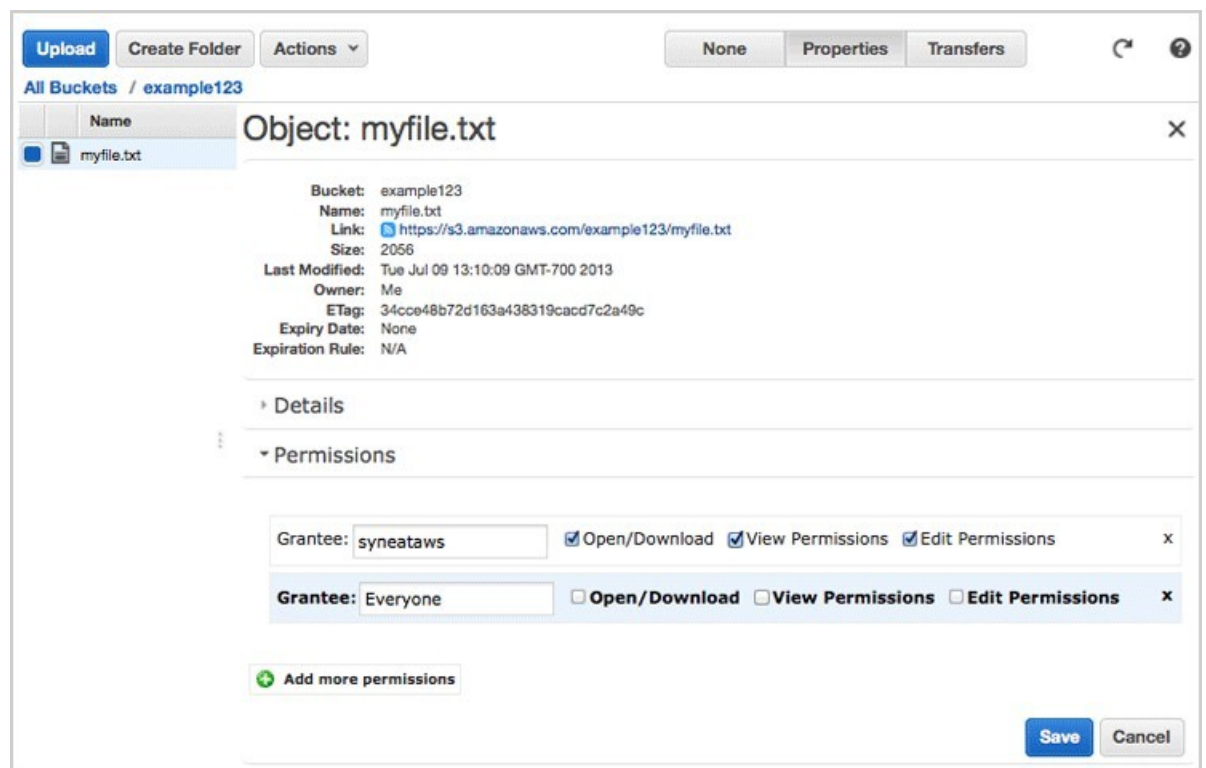 Upload Create Folder Actions None Properties Transfers
All Buckets / example123
Name
myfile.txt
Object: myfile.txt
Bucket: example123
Name: myfile.txt
Link: https://s3.amazonaws.com/example123/myfile.txt
Size: 2056
Last Modified: Tue Jul 09 13:10:09 GMT-700 2013
Owner: Me
ETag: 34cce48b72d163a438319cacd7c2a49c
Expiry Date: None
Expiration Rule: N/A
Details
Permissions
Grantee: syneataws Open/Download View Permissions Edit Permissions x
Grantee: Everyone Open/Download View Permissions Edit Permissions x
Add more permissions
Save Cancel